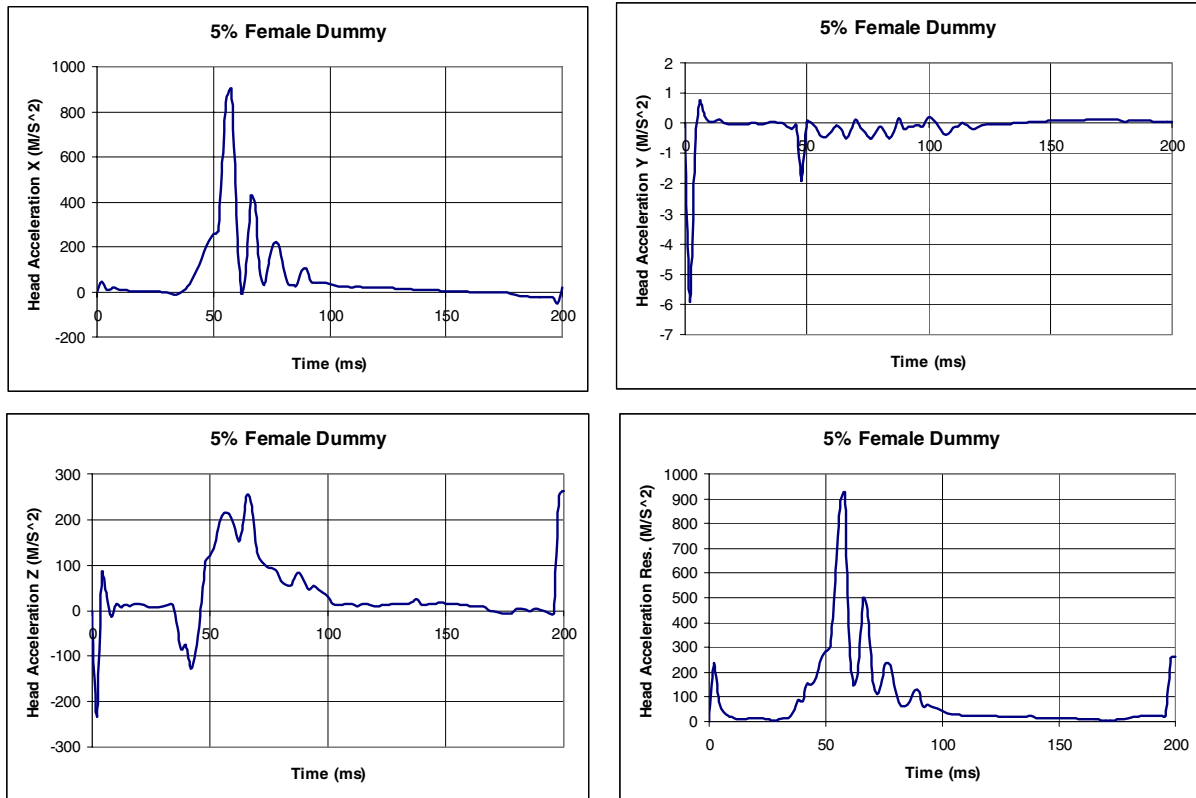 5% Female Dummy
Head Acceleration X (M/S^2)
1000
800
600
400
200
0
-200
0 50 100 150 200
Time (ms)
5% Female Dummy
Head Acceleration Y (M/S^2)
2
1
0
-1
-2
-3
-4
-5
-6
-7
0 50 100 150 200
Time (ms)
5% Female Dummy
Head Acceleration Z (M/S^2)
300
200
100
0
-100
-200
-300
0 50 100 150 200
Time (ms)
5% Female Dummy
Head Acceleration Res. (M/S^2)
1000
900
800
700
600
500
400
300
200
100
0
0 50 100 150 200
Time (ms)